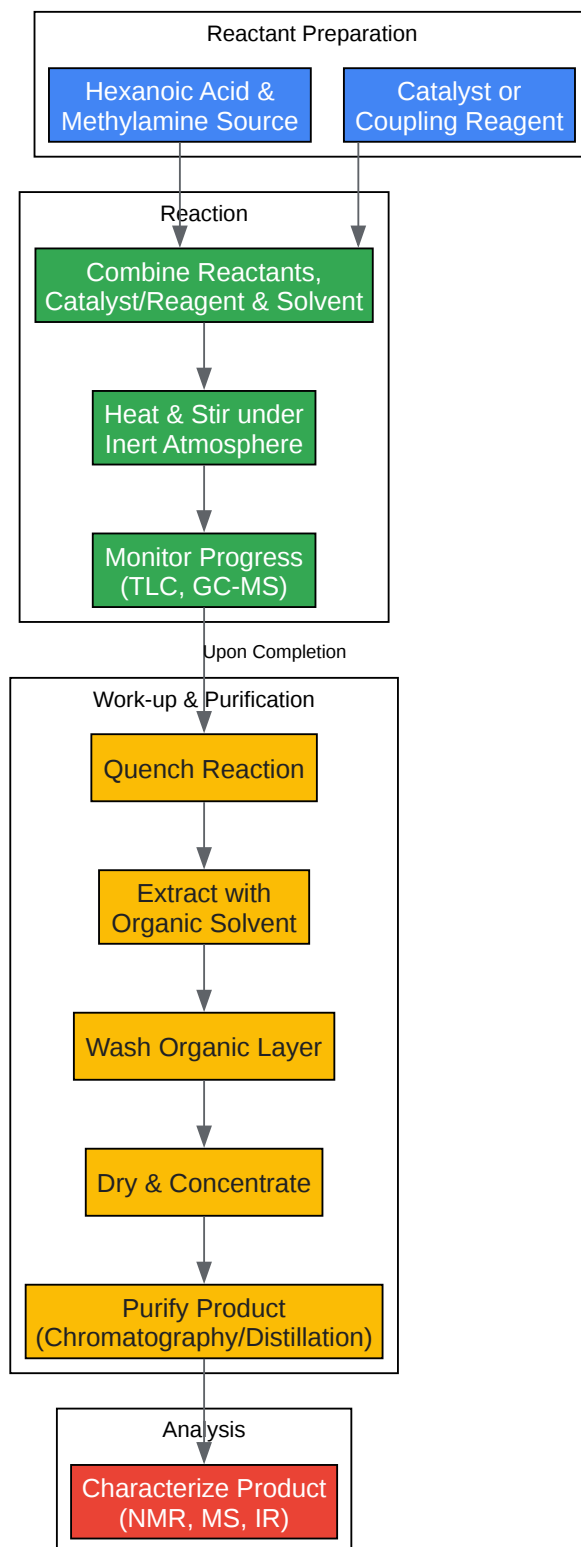 Reactant Preparation
Hexanoic Acid &
Methylamine Source
Catalyst or
Coupling Reagent
Reaction
Combine Reactants,
Catalyst/Reagent & Solvent
Heat & Stir under
Inert Atmosphere
Monitor Progress
(TLC, GC-MS)
Upon Completion
Work-up & Purification
Quench Reaction
Extract with
Organic Solvent
Wash Organic Layer
Dry & Concentrate
Purify Product
(Chromatography/Distillation)
Analysis
Characterize Product
(NMR, MS, IR)